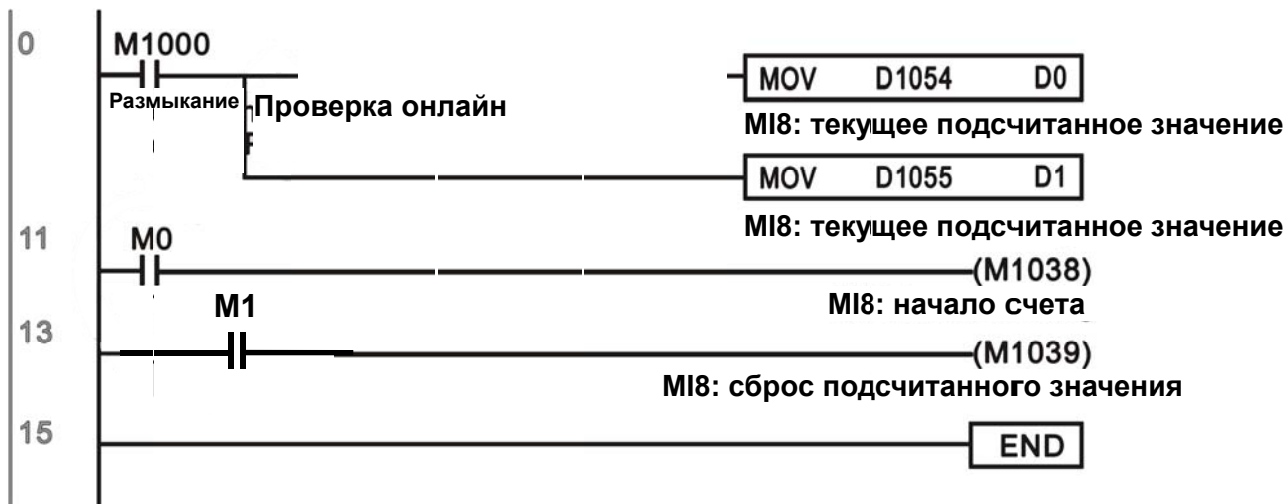 0
M1000
MOV D1054 D0
Размыкание
Проверка онлайн
MI8: текущее подсчитанное значение
MOV D1055 D1
MI8: текущее подсчитанное значение
11
M0
(M1038)
MI8: начало счета
M1
13
(M1039)
MI8: сброс подсчитанного значения
15
END